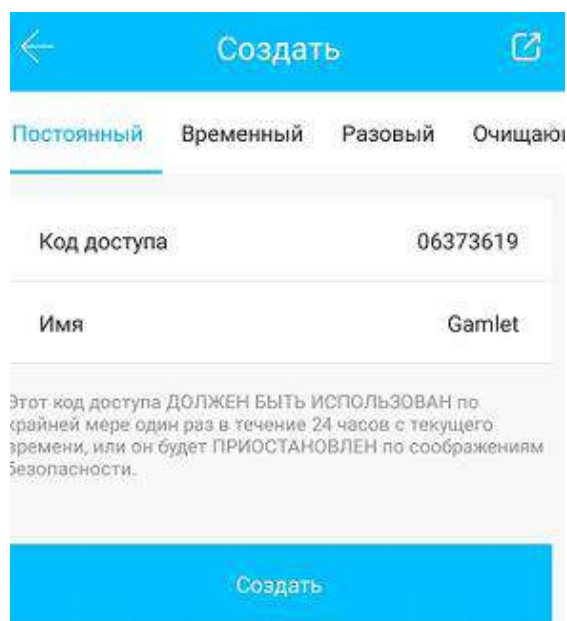 Создать
Постоянный Временный Разовый Очищаю
Код доступа 06373619
Имя Gamlet
Этот код доступа ДОЛЖЕН БЫТЬ ИСПОЛЬЗОВАН по
крайней мере один раз в течение 24 часов с текущего
времени, или он будет ПРИОСТАНОВЛЕН по соображениям
безопасности.
Создать